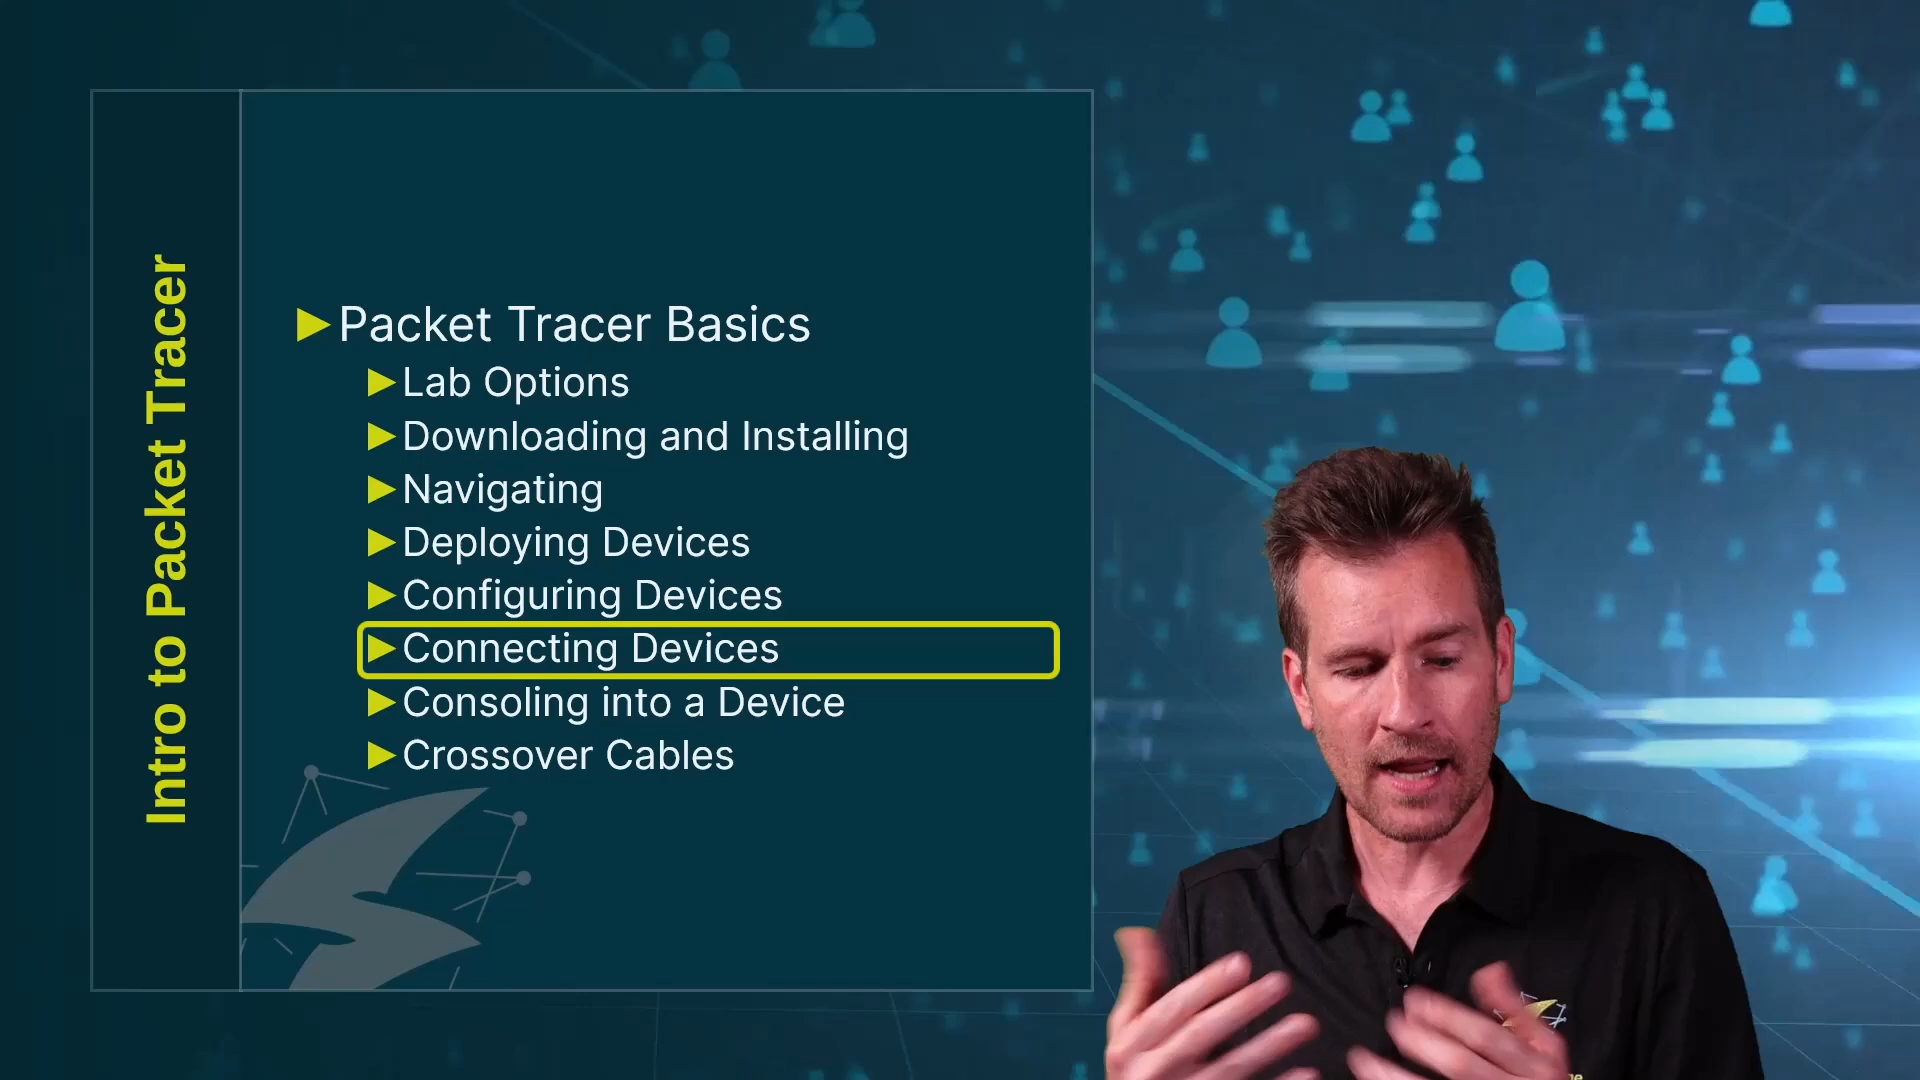 Intro to Packet Tracer
Packet Tracer Basics
Lab Options
Downloading and Installing
Navigating
Deploying Devices
Configuring Devices
Connecting Devices
Consoling into a Device
Crossover Cables